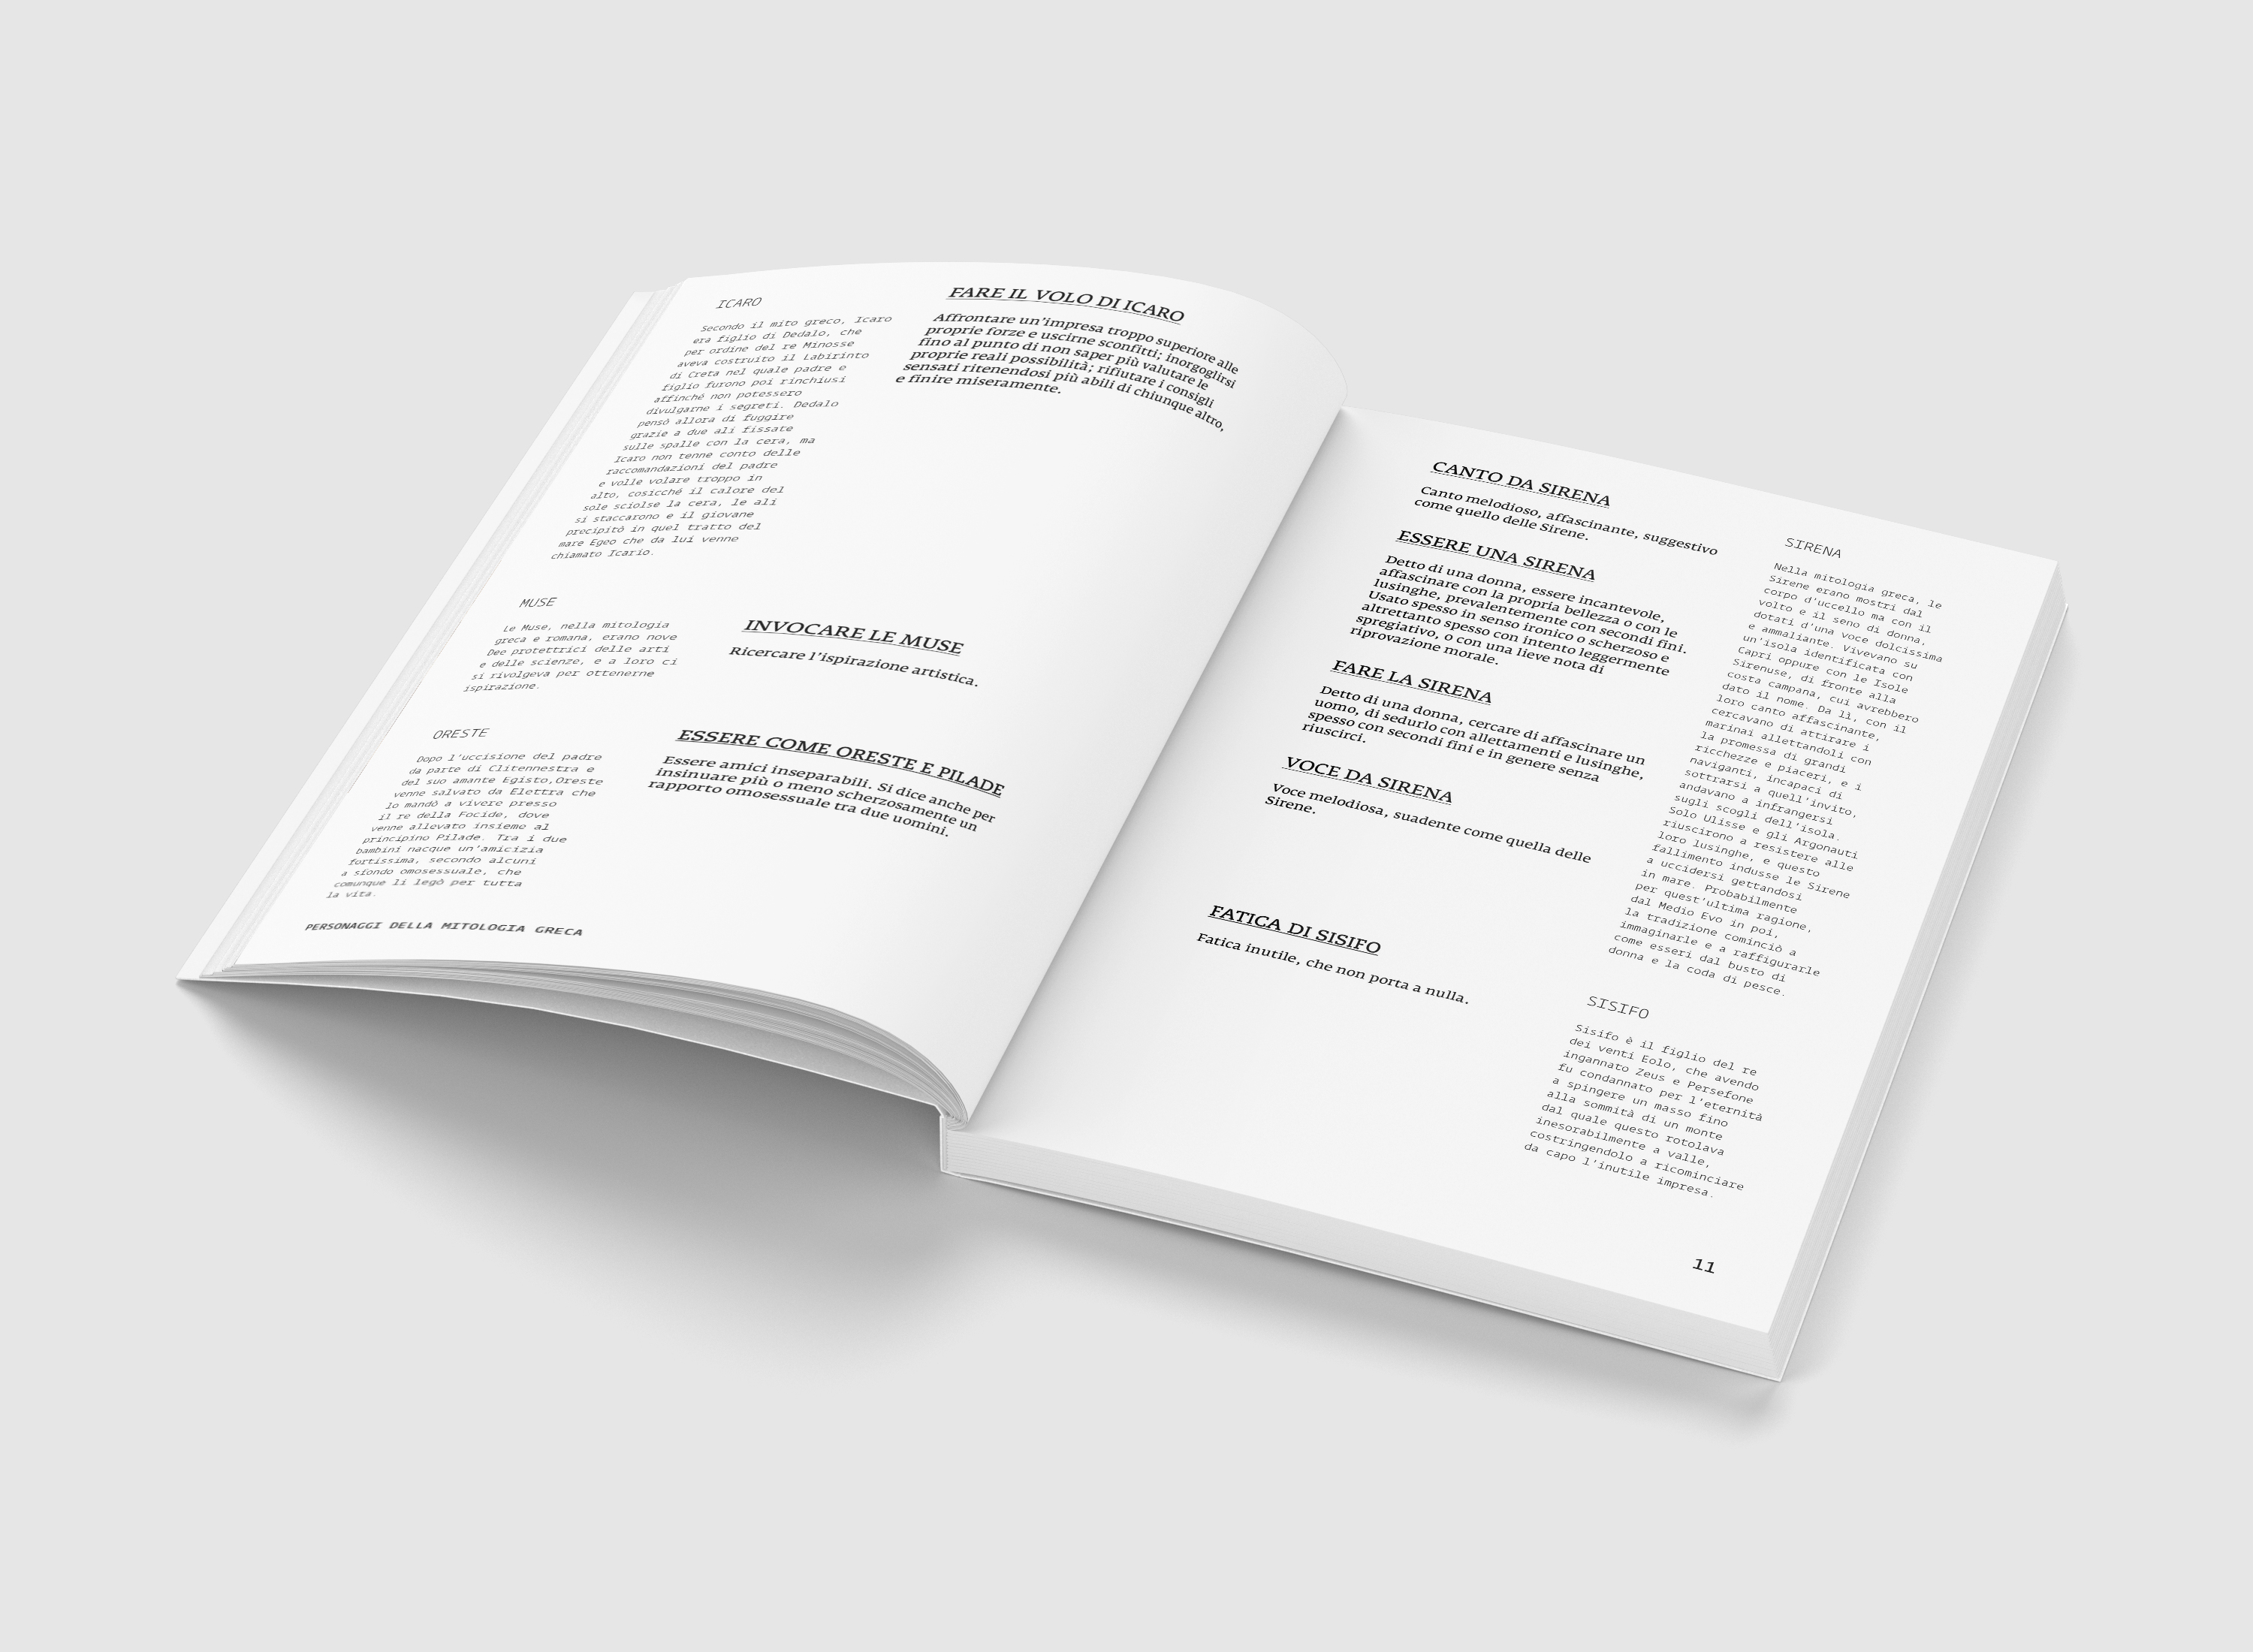 ICARO
Secondo il mito greco, Icaro
era figlio di Dedalo, che
per ordine del re Minosse
aveva costruito il Labirinto
di Creta nel quale padre e
figlio furono poi rinchiusi
affinché non potessero
divulgarne i segreti. Dedalo
pensò allora di fuggire
grazie a due ali fissate
sulle spalle con la cera, ma
Icaro non tenne conto delle
raccomandazioni del padre
e volle volare troppo in
alto, cosicché il calore del
sole sciolse la cera, le ali
si staccarono e il giovane
precipitò in quel tratto del
mare Egeo che da lui venne
chiamato Icario.
FARE IL VOLO DI ICARO
Affrontare un'impresa troppo superiore alle
proprie forze e uscirne sconfitti; inorgoglirsi
fino al punto di non saper più valutare le
proprie reali possibilità; rifiutare i consigli
sensati ritenendosi più abili di chiunque altro,
e finire miseramente.
MUSE
Le Muse, nella mitologia
greca e romana, erano nove
Dee protettrici delle arti
e delle scienze, e a loro ci
si rivolgeva per ottenerne
ispirazione.
INVOCARE LE MUSE
Ricercare l'ispirazione artistica.
ORESTE
Dopo l'uccisione del padre
da parte di Clitennestra e
del suo amante Egisto,Oreste
venne salvato da Elettra che
lo mandò a vivere presso
il re della Focide, dove
venne allevato insieme al
principino Pilade. Tra i due
bambini nacque un'amicizia
fortissima, secondo alcuni
a sfondo omosessuale, che
comunque li legò per tutta
la vita.
ESSERE COME ORESTE E PILADE
Essere amici inseparabili. Si dice anche per
insinuare più o meno scherzosamente un
rapporto omosessuale tra due uomini.
PERSONAGGI DELLA MITOLOGIA GRECA
CANTO DA SIRENA
Canto melodioso, affascinante, suggestivo
come quello delle Sirene.
ESSERE UNA SIRENA
Detto di una donna, essere incantevole,
affascinare con la propria bellezza o con le
lusinghe, prevalentemente con secondi fini.
Usato spesso in senso ironico o scherzoso e
altrettanto spesso con intento leggermente
spregiativo, o con una lieve nota di
riprovazione morale.
FARE LA SIRENA
Detto di una donna, cercare di affascinare un
uomo, di sedurlo con allettamenti e lusinghe,
spesso con secondi fini e in genere senza
riuscirci.
VOCE DA SIRENA
Voce melodiosa, suadente come quella delle
Sirene.
SIRENA
Nella mitologia greca, le
Sirene erano mostri dal
corpo d'uccello ma con il
volto e il seno di donna,
dotati d'una voce dolcissima
e ammaliante. Vivevano su
un'isola identificata con
Capri oppure con le Isole
Sirenuse, di fronte alla
costa campana, cui avrebbero
dato il nome. Da lì, con il
loro canto affascinante,
cercavano di attirare i
marinai allettandoli con
la promessa di grandi
ricchezze e piaceri, e i
naviganti, incapaci di
sottrarsi a quell'invito,
andavano a infrangersi
sugli scogli dell'isola.
Solo Ulisse e gli Argonauti
riuscirono a resistere alle
loro lusinghe, e questo
fallimento indusse le Sirene
a uccidersi gettandosi
in mare. Probabilmente
per quest'ultima ragione,
dal Medio Evo in poi,
la tradizione cominciò a
immaginarle e a raffigurarle
come esseri dal busto di
donna e la coda di pesce.
FATICA DI SISIFO
Fatica inutile, che non porta a nulla.
SISIFO
Sisifo è il figlio del re
dei venti Eolo, che avendo
ingannato Zeus e Persefone
fu condannato per l'eternità
a spingere un masso fino
alla sommità di un monte
dal quale questo rotolava
inesorabilmente a valle,
costringendolo a ricominciare
da capo l'inutile impresa.
11